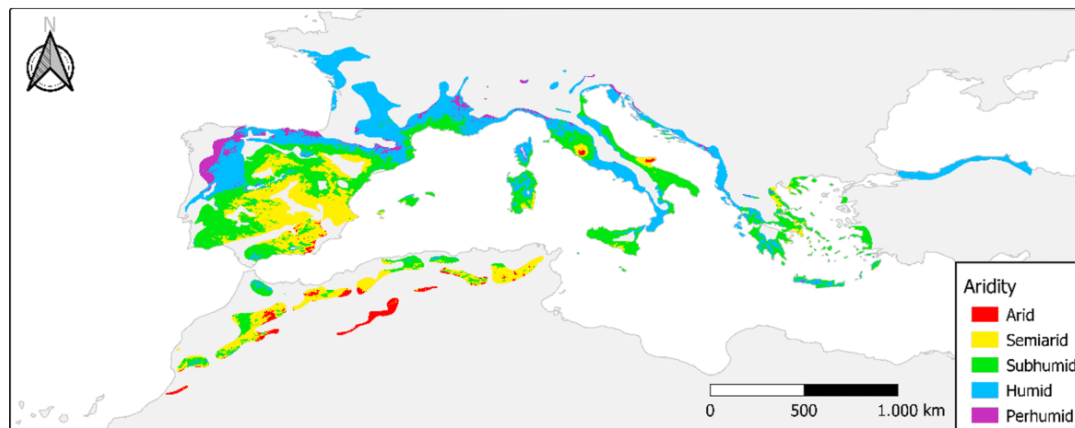 N
Aridity
Arid
Semiarid
Subhumid
Humid
Perhumid
0 500 1.000 km